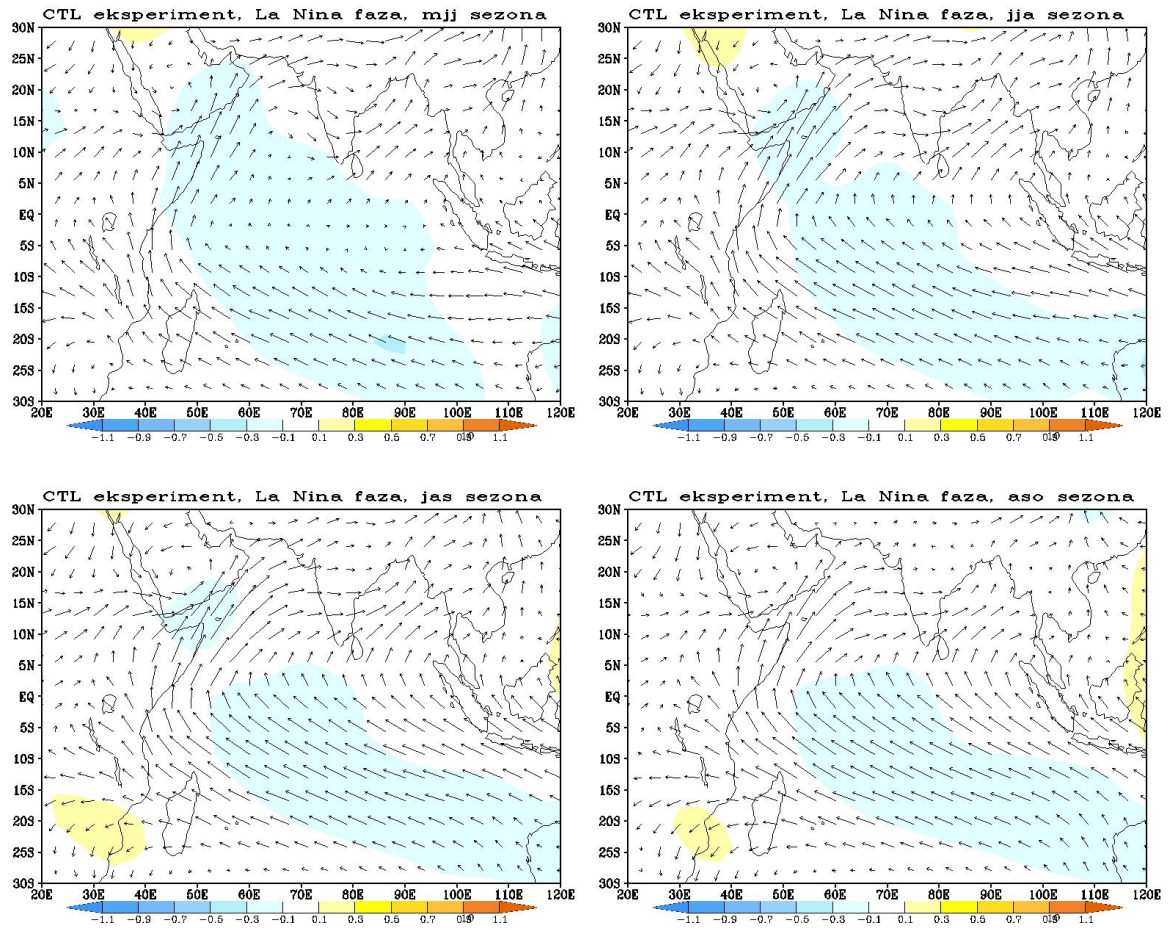 CTL eksperiment, La Nina faza, mjj sezona
30N
25N
20N
15N
10N
5N
EQ
5S
10S
15S
20S
25S
30S
20E 30E 40E 50E 60E 70E 80E 90E 100E 110E 120E
-1.1 -0.9 -0.7 -0.5 -0.3 -0.1 0.1 0.3 0.5 0.7 1.1
CTL eksperiment, La Nina faza, jja sezona
30N
25N
20N
15N
10N
5N
EQ
5S
10S
15S
20S
25S
30S
20E 30E 40E 50E 60E 70E 80E 90E 100E 110E 120E
-1.1 -0.9 -0.7 -0.5 -0.3 -0.1 0.1 0.3 0.5 0.7 1.1
CTL eksperiment, La Nina faza, jas sezona
30N
25N
20N
15N
10N
5N
EQ
5S
10S
15S
20S
25S
30S
20E 30E 40E 50E 60E 70E 80E 90E 100E 110E 120E
-1.1 -0.9 -0.7 -0.5 -0.3 -0.1 0.1 0.3 0.5 0.7 1.1
CTL eksperiment, La Nina faza, aso sezona
30N
25N
20N
15N
10N
5N
EQ
5S
10S
15S
20S
25S
30S
20E 30E 40E 50E 60E 70E 80E 90E 100E 110E 120E
-1.1 -0.9 -0.7 -0.5 -0.3 -0.1 0.1 0.3 0.5 0.7 1.1